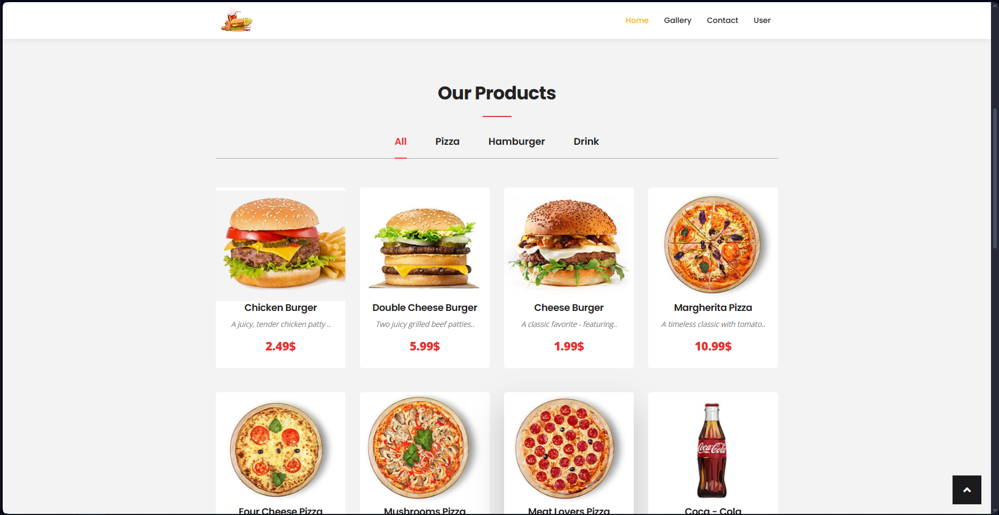 Home Gallery Contact User
Our Products
All Pizza Hamburger Drink
Chicken Burger
A juicy, tender chicken patty ..
2.49$
Double Cheese Burger
Two juicy grilled beef patties..
5.99$
Cheese Burger
A classic favorite - featuring..
1.99$
Margherita Pizza
A timeless classic with tomato..
10.99$
Four Cheese Pizza
Mushrooms Pizza
Meat Lovers Pizza
Coca-Cola
Coca - Cola